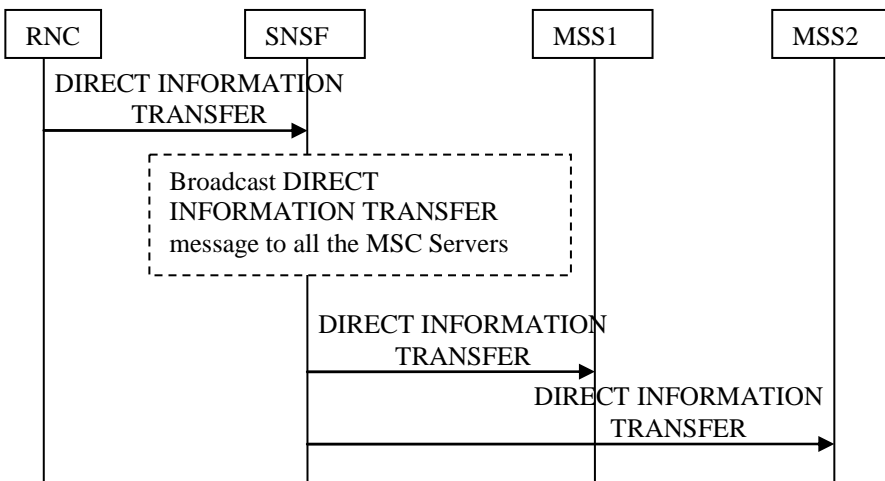 RNC SNSF MSS1 MSS2
DIRECT INFORMATION
TRANSFER
Broadcast DIRECT
INFORMATION TRANSFER
message to all the MSC Servers
DIRECT INFORMATION
TRANSFER
DIRECT INFORMATION
TRANSFER